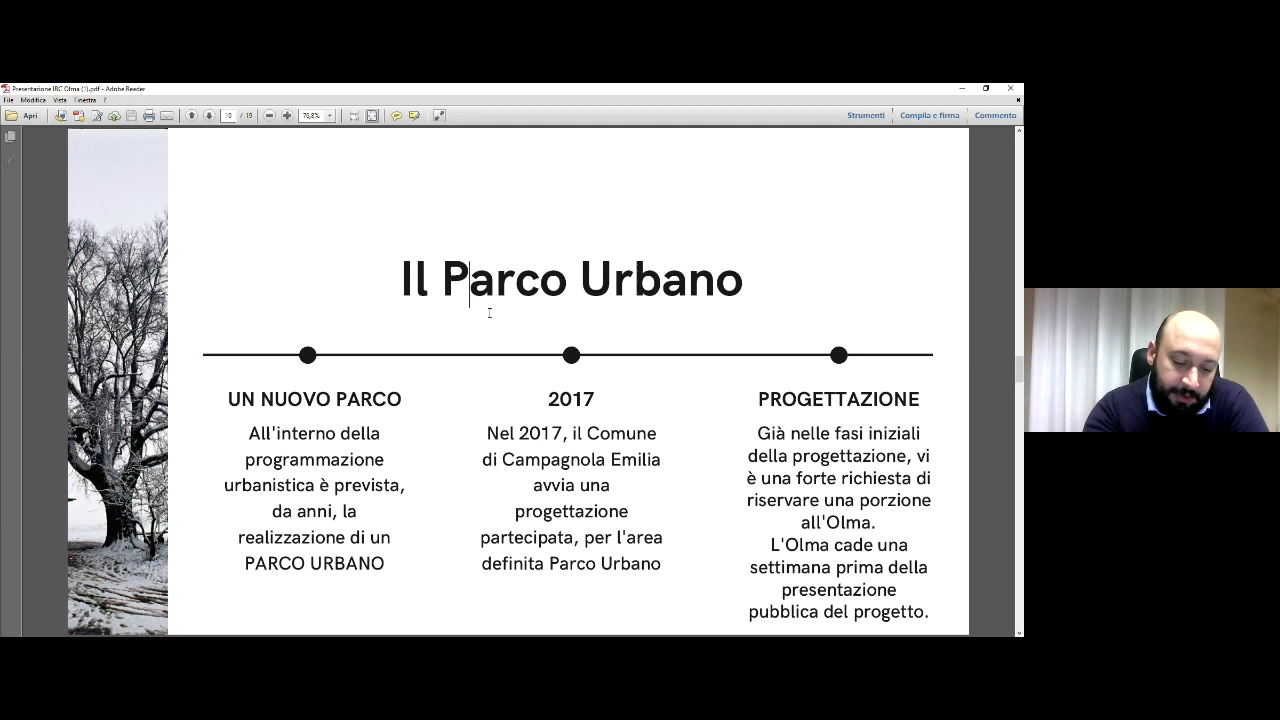 Presentazione IBC Olma (1).pdf - Adobe Reader
File Modifica Vista Finestra ?
Apri 10 / 19 76,8% Strumenti Compila e firma Commento
Il Parco Urbano
UN NUOVO PARCO
All'interno della
programmazione
urbanistica è prevista,
da anni, la
realizzazione di un
PARCO URBANO
2017
Nel 2017, il Comune
di Campagnola Emilia
avvia una
progettazione
partecipata, per l'area
definita Parco Urbano
PROGETTAZIONE
Già nelle fasi iniziali
della progettazione, vi
è una forte richiesta di
riservare una porzione
all'Olma.
L'Olma cade una
settimana prima della
presentazione
pubblica del progetto.